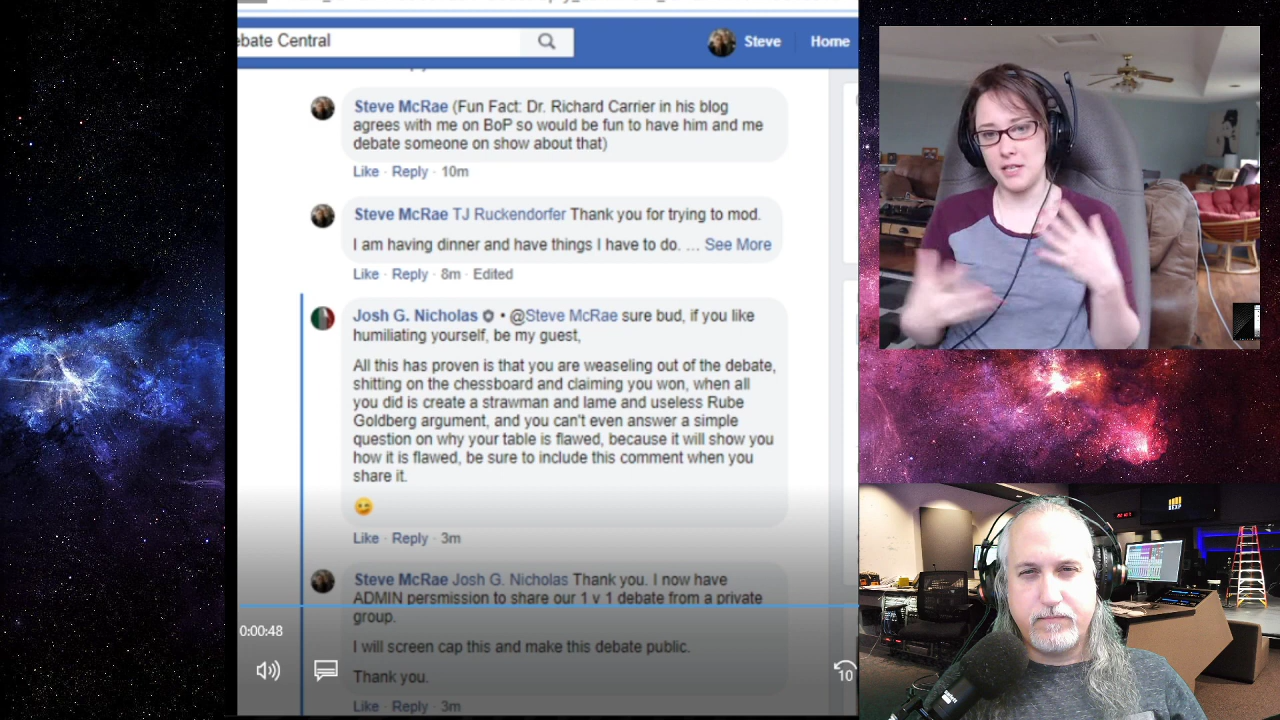 ebate Central
Steve
Home
Steve McRae (Fun Fact: Dr. Richard Carrier in his blog
agrees with me on BoP so would be fun to have him and me
debate someone on show about that)
Like · Reply · 10m
Steve McRae TJ Ruckendorfer Thank you for trying to mod.
I am having dinner and have things I have to do. ... See More
Like · Reply · 8m · Edited
Josh G. Nicholas • @Steve McRae sure bud, if you like
humiliating yourself, be my guest,
All this has proven is that you are weaseling out of the debate,
shitting on the chessboard and claiming you won, when all
you did is create a strawman and lame and useless Rube
Goldberg argument, and you can't even answer a simple
question on why your table is flawed, because it will show you
how it is flawed, be sure to include this comment when you
share it.
Like · Reply · 3m
Steve McRae Josh G. Nicholas Thank you. I now have
ADMIN persmission to share our 1 v 1 debate from a private
group.
I will screen cap this and make this debate public.
Thank you.
Like · Reply · 3m
0:00:48
10